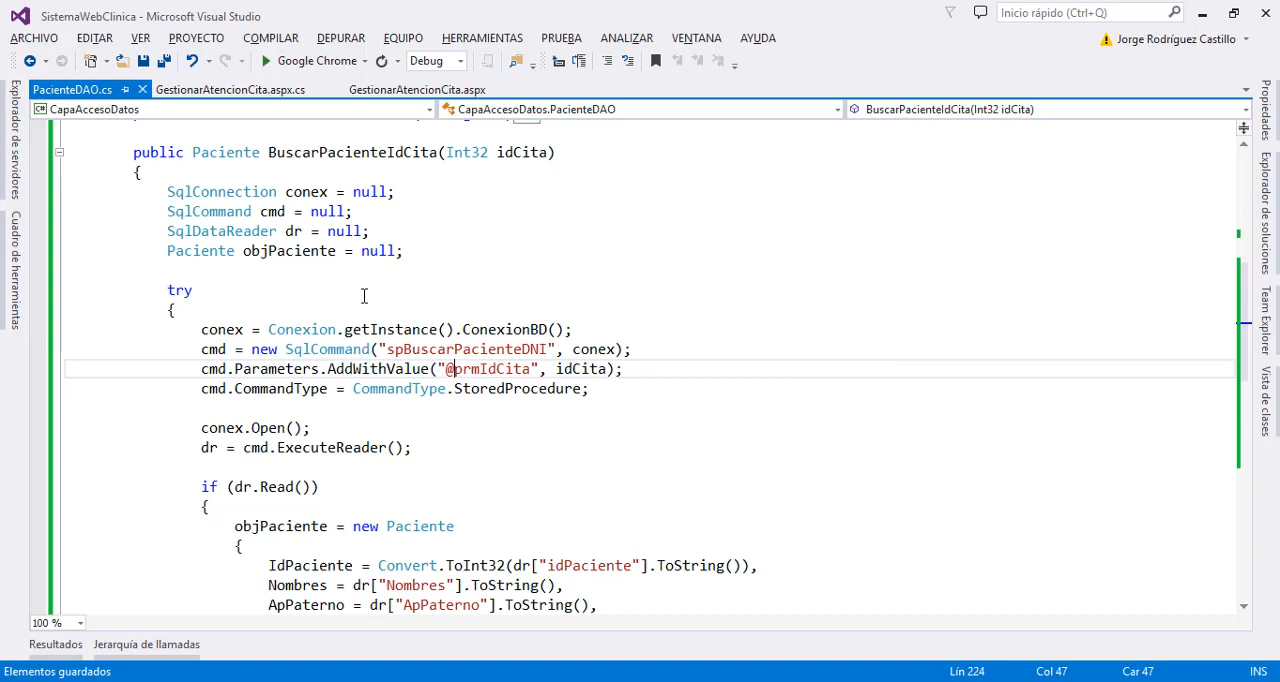 SistemaWebClinica - Microsoft Visual Studio
Inicio rápido (Ctrl+Q)
ARCHIVO EDITAR VER PROYECTO COMPILAR DEPURAR EQUIPO HERRAMIENTAS PRUEBA ANALIZAR VENTANA AYUDA
Jorge Rodríguez Castillo
Google Chrome Debug
PacienteDAO.cs GestionarAtencionCita.aspx.cs GestionarAtencionCita.aspx
CapaAccesoDatos CapaAccesoDatos.PacienteDAO BuscarPacienteIdCita(Int32 idCita)
Explorador de servidores
Cuadro de herramientas
public Paciente BuscarPacienteIdCita(Int32 idCita)
{
SqlConnection conex = null;
SqlCommand cmd = null;
SqlDataReader dr = null;
Paciente objPaciente = null;
try
{
conex = Conexion.getInstance().ConexionBD();
cmd = new SqlCommand("spBuscarPacienteDNI", conex);
cmd.Parameters.AddWithValue("@prmIdCita", idCita);
cmd.CommandType = CommandType.StoredProcedure;
conex.Open();
dr = cmd.ExecuteReader();
if (dr.Read())
{
objPaciente = new Paciente
{
IdPaciente = Convert.ToInt32(dr["idPaciente"].ToString()),
Nombres = dr["Nombres"].ToString(),
ApPaterno = dr["ApPaterno"].ToString(),
Propiedades
Explorador de soluciones
Team Explorer
Vista de clases
100 %
Resultados Jerarquía de llamadas
Elementos guardados Lín 224 Col 47 Car 47 INS